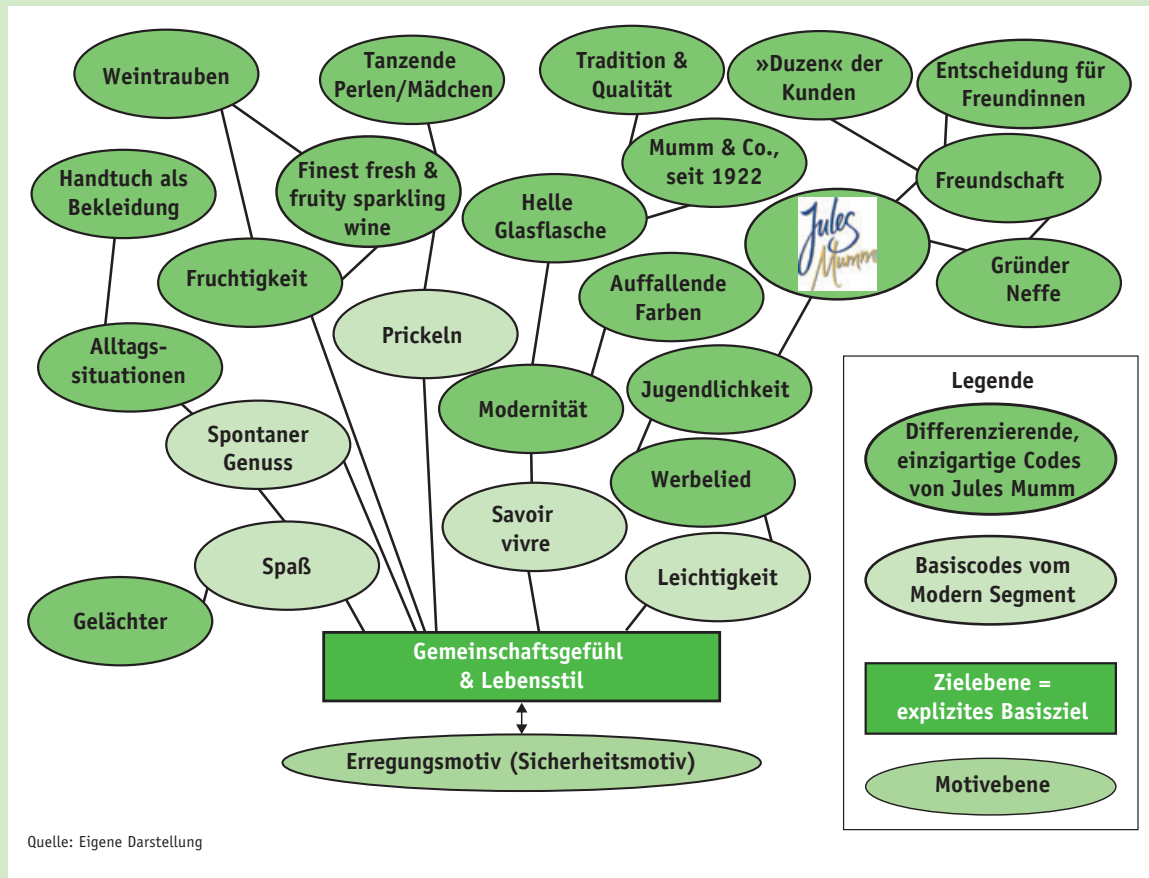 Weintrauben
Tanzende
Perlen/Mädchen
Tradition &
Qualität
»Duzen« der
Kunden
Entscheidung für
Freundinnen
Handtuch als
Bekleidung
Finest fresh &
fruity sparkling
wine
Helle
Glasflasche
Mumm & Co.,
seit 1922
Jules
Mumm
Freundschaft
Fruchtigkeit
Gründer
Neffe
Auffallende
Farben
Prickeln
Alltags-
situationen
Jugendlichkeit
Modernität
Spontaner
Genuss
Werbelied
Savoir
vivre
Spaß
Leichtigkeit
Gelächter
Gemeinschaftsgefühl
& Lebensstil
Erregungsmotiv (Sicherheitsmotiv)
Legende
Differenzierende,
einzigartige Codes
von Jules Mumm
Basiscodes vom
Modern Segment
Zielebene =
explizites Basisziel
Motivebene
Quelle: Eigene Darstellung